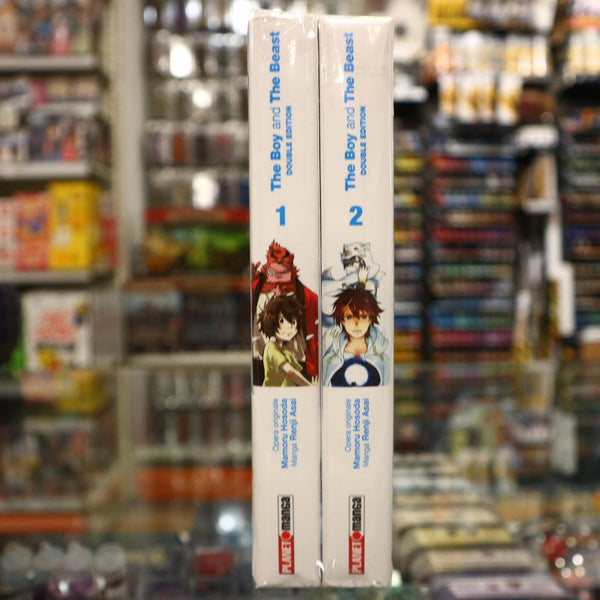 The Boy and The Beast
DOUBLE EDITION
1
Opera originale
Mamoru Hosoda
Manga Renji Asai
PLANET manga
The Boy and The Beast
DOUBLE EDITION
2
Opera originale
Mamoru Hosoda
Manga Renji Asai
PLANET manga